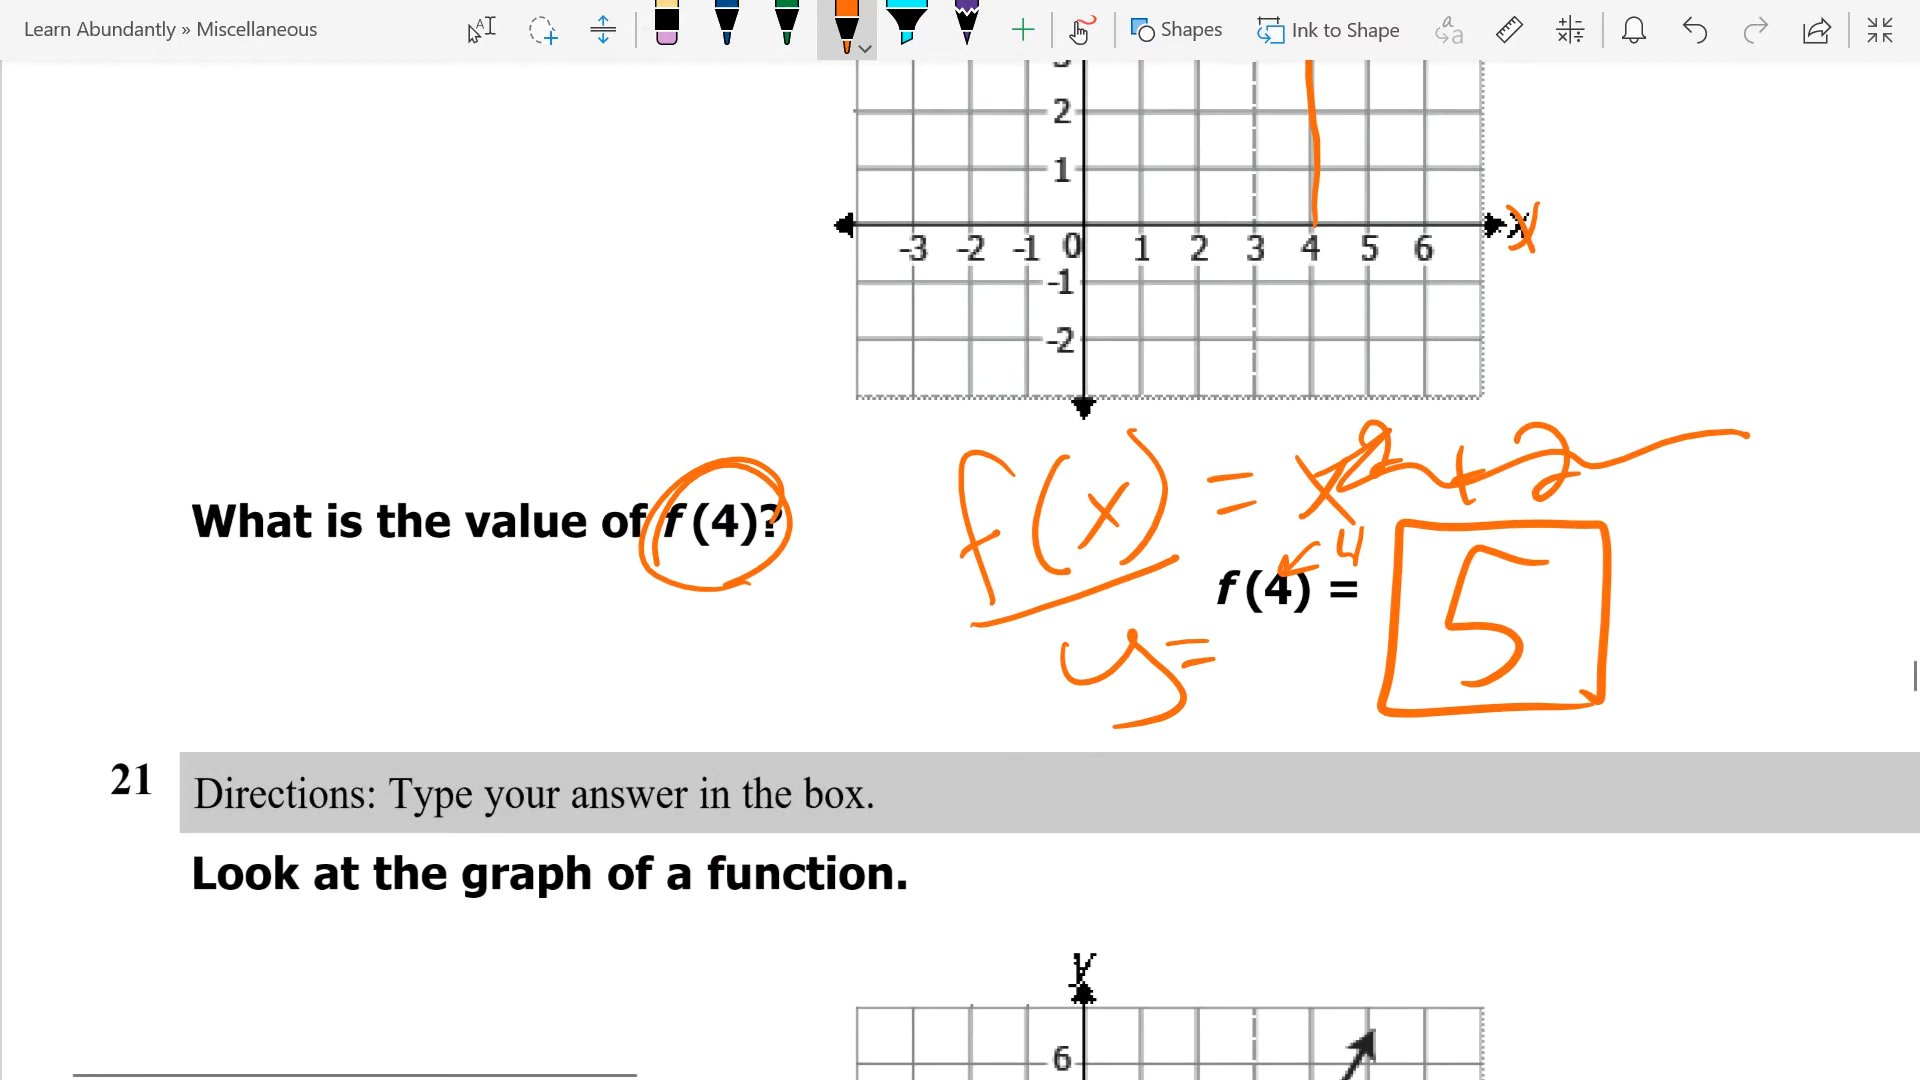 Learn Abundantly » Miscellaneous
Shapes
Ink to Shape
2
1
x
-3 -2 -1 0 1 2 3 4 5 6
-1
-2
f(x) = x² + 2
What is the value of f (4)?
4
f (4) = 5
y =
21
Directions: Type your answer in the box.
Look at the graph of a function.
y
6